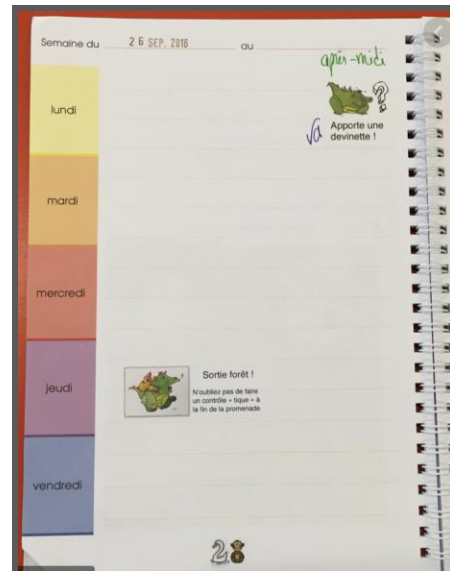 Semaine du 26 SEP. 2016 au
après-midi
?
lundi
Apporte une
devinette !
mardi
mercredi
jeudi
Sortie forêt !
N'oubliez pas de faire
un contrôle « tique » à
la fin de la promenade
vendredi
28